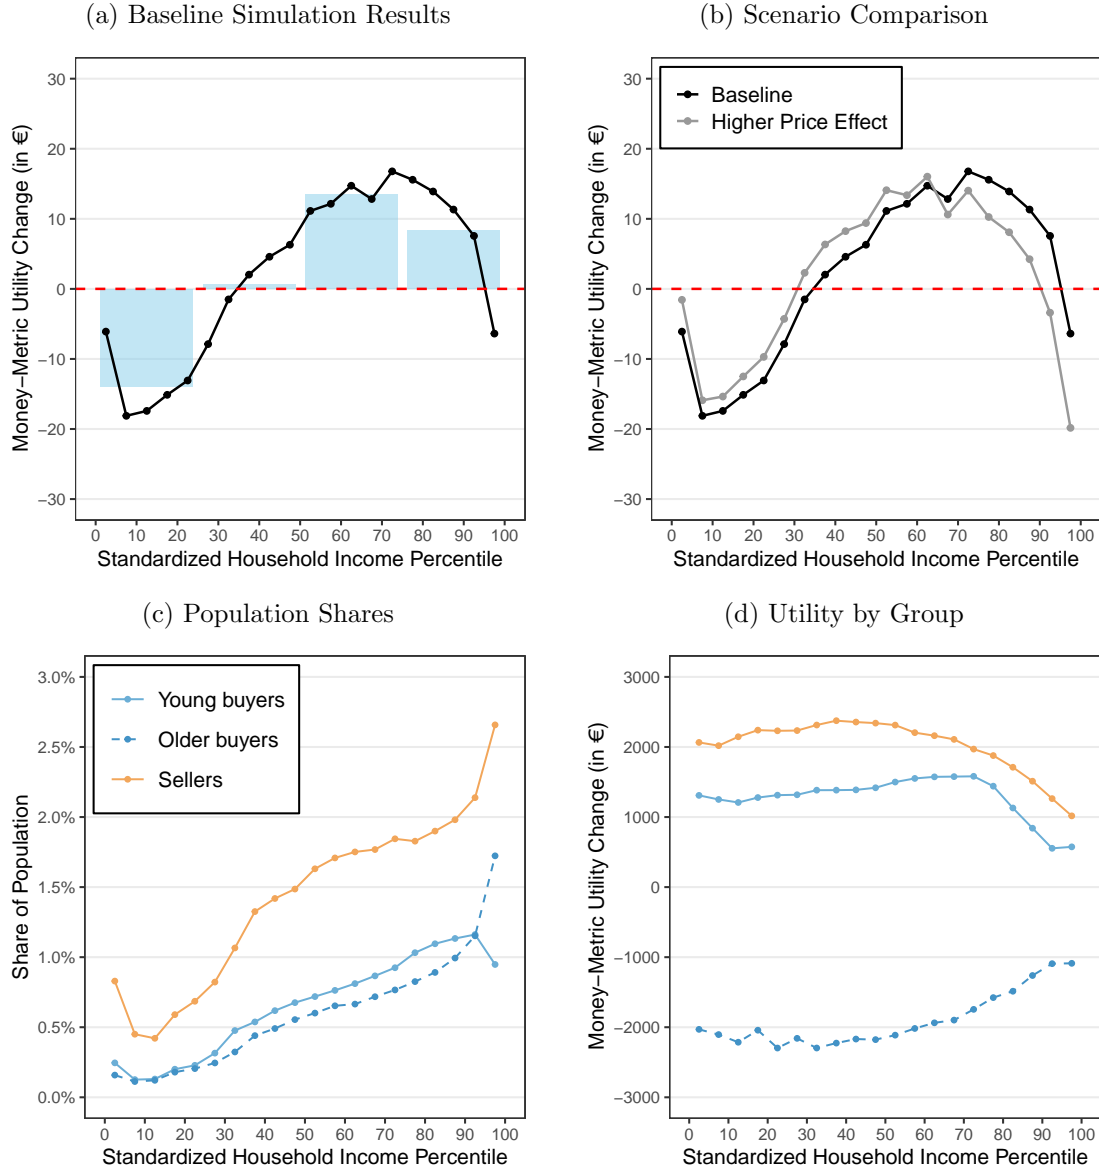 (a) Baseline Simulation Results
30
20
10
0
−10
−20
−30
Money−Metric Utility Change (in €)
0 10 20 30 40 50 60 70 80 90 100
Standardized Household Income Percentile
(b) Scenario Comparison
Baseline
Higher Price Effect
30
20
10
0
−10
−20
−30
Money−Metric Utility Change (in €)
0 10 20 30 40 50 60 70 80 90 100
Standardized Household Income Percentile
(c) Population Shares
Young buyers
Older buyers
Sellers
3.0%
2.5%
2.0%
1.5%
1.0%
0.5%
0.0%
Share of Population
0 10 20 30 40 50 60 70 80 90 100
Standardized Household Income Percentile
(d) Utility by Group
3000
2000
1000
0
−1000
−2000
−3000
Money−Metric Utility Change (in €)
0 10 20 30 40 50 60 70 80 90 100
Standardized Household Income Percentile